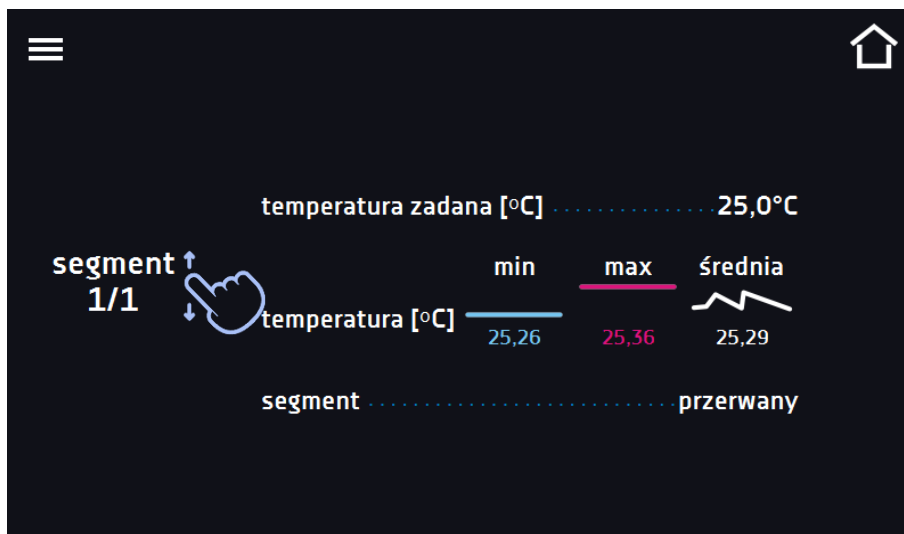 temperatura zadana [°C] ............... 25,0°C
segment
1/1
min max średnia
temperatura [°C]
25,26 25,36 25,29
segment ............................ przerwany